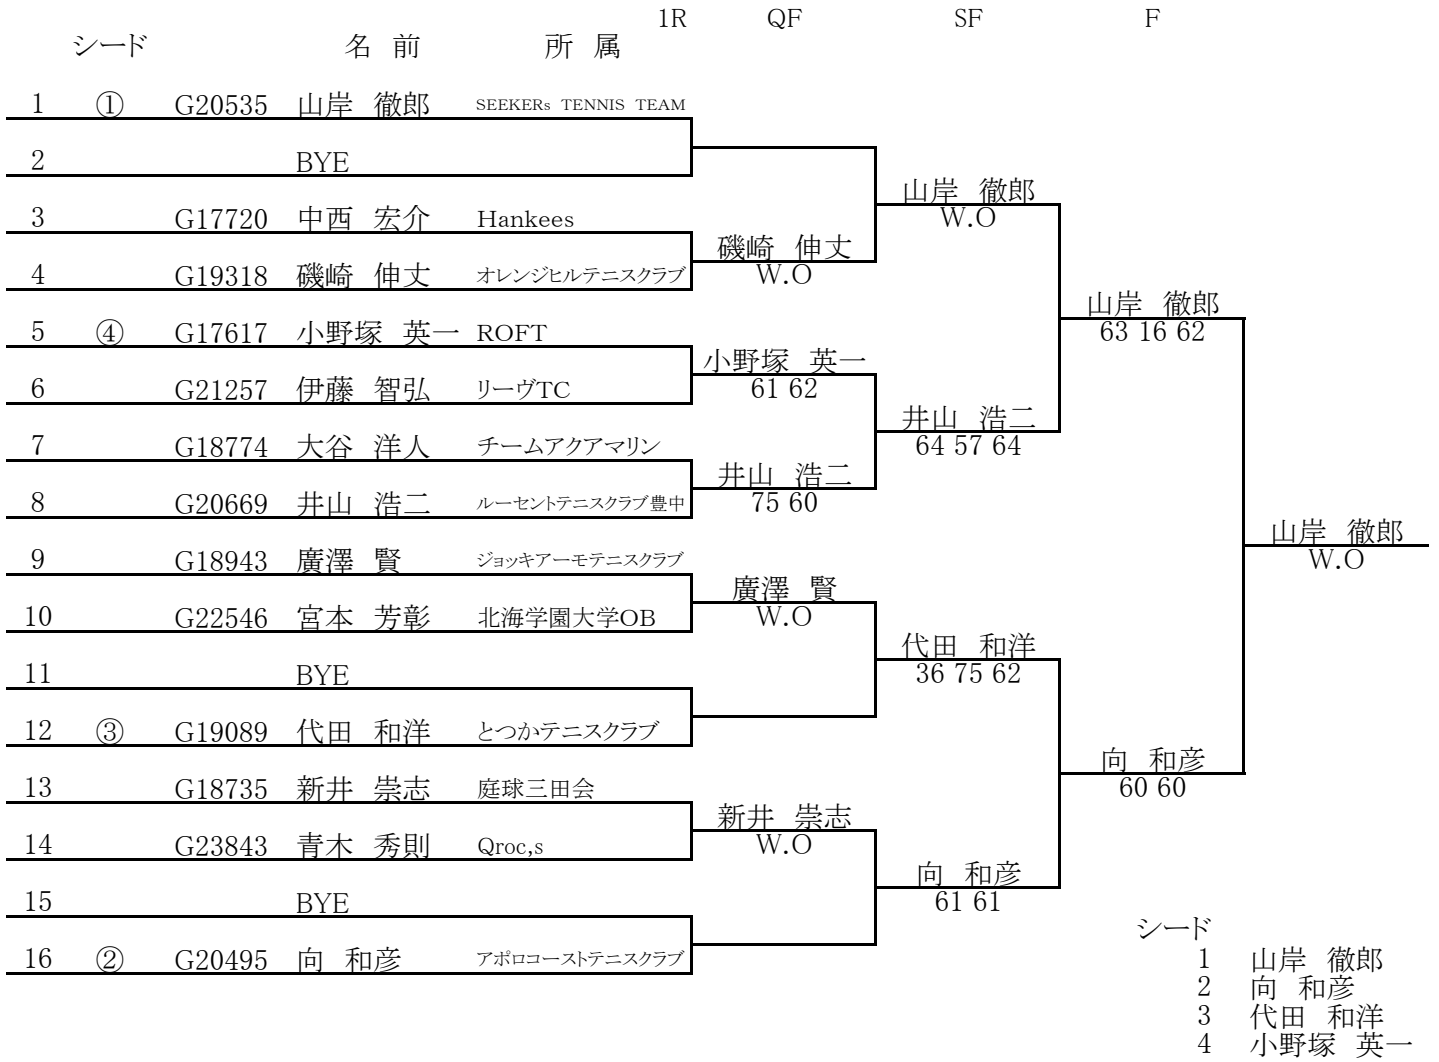 1R QF SF F
シード 名 前 所 属
1 ① G20535 山岸 徹郎 SEEKERs TENNIS TEAM
2 BYE
山岸 徹郎
W.O
3 G17720 中西 宏介 Hankees
磯崎 伸丈
W.O
4 G19318 磯崎 伸丈 オレンジヒルテニスクラブ
山岸 徹郎
63 16 62
5 ④ G17617 小野塚 英一 ROFT
小野塚 英一
61 62
6 G21257 伊藤 智弘 リーヴTC
井山 浩二
64 57 64
7 G18774 大谷 洋人 チームアクアマリン
井山 浩二
75 60
8 G20669 井山 浩二 ルーセントテニスクラブ豊中
山岸 徹郎
W.O
9 G18943 廣澤 賢 ジョッキアーモテニスクラブ
廣澤 賢
W.O
10 G22546 宮本 芳彰 北海学園大学OB
代田 和洋
36 75 62
11 BYE
12 ③ G19089 代田 和洋 とつかテニスクラブ
向 和彦
60 60
13 G18735 新井 崇志 庭球三田会
新井 崇志
W.O
14 G23843 青木 秀則 Qroc,s
向 和彦
61 61
15 BYE
16 ② G20495 向 和彦 アポロコーストテニスクラブ
シード
1 山岸 徹郎
2 向 和彦
3 代田 和洋
4 小野塚 英一